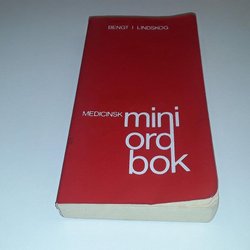 BENGT I LINDSKOG
MEDICINSK mini
ord
bok